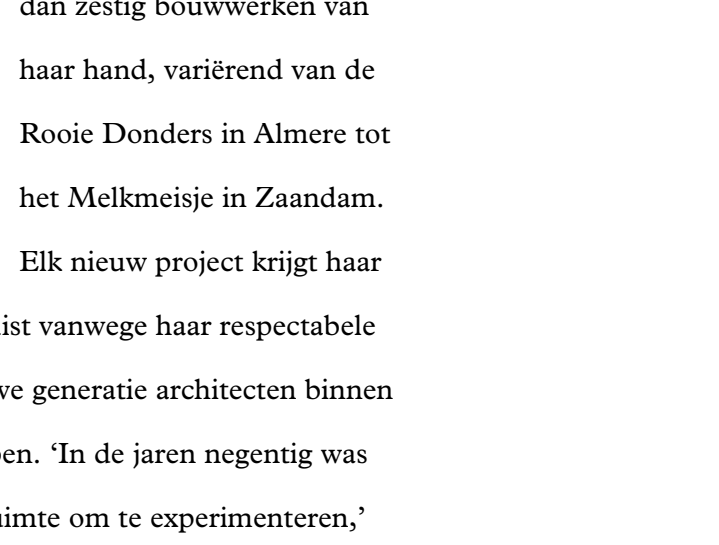 dan zestig bouwwerken van
haar hand, variërend van de
Rooie Donders in Almere tot
het Melkmeisje in Zaandam.
Elk nieuw project krijgt haar
vanwege haar respectabele
generatie architecten binnen
‘In de jaren negentig was
om te experimenteren,’